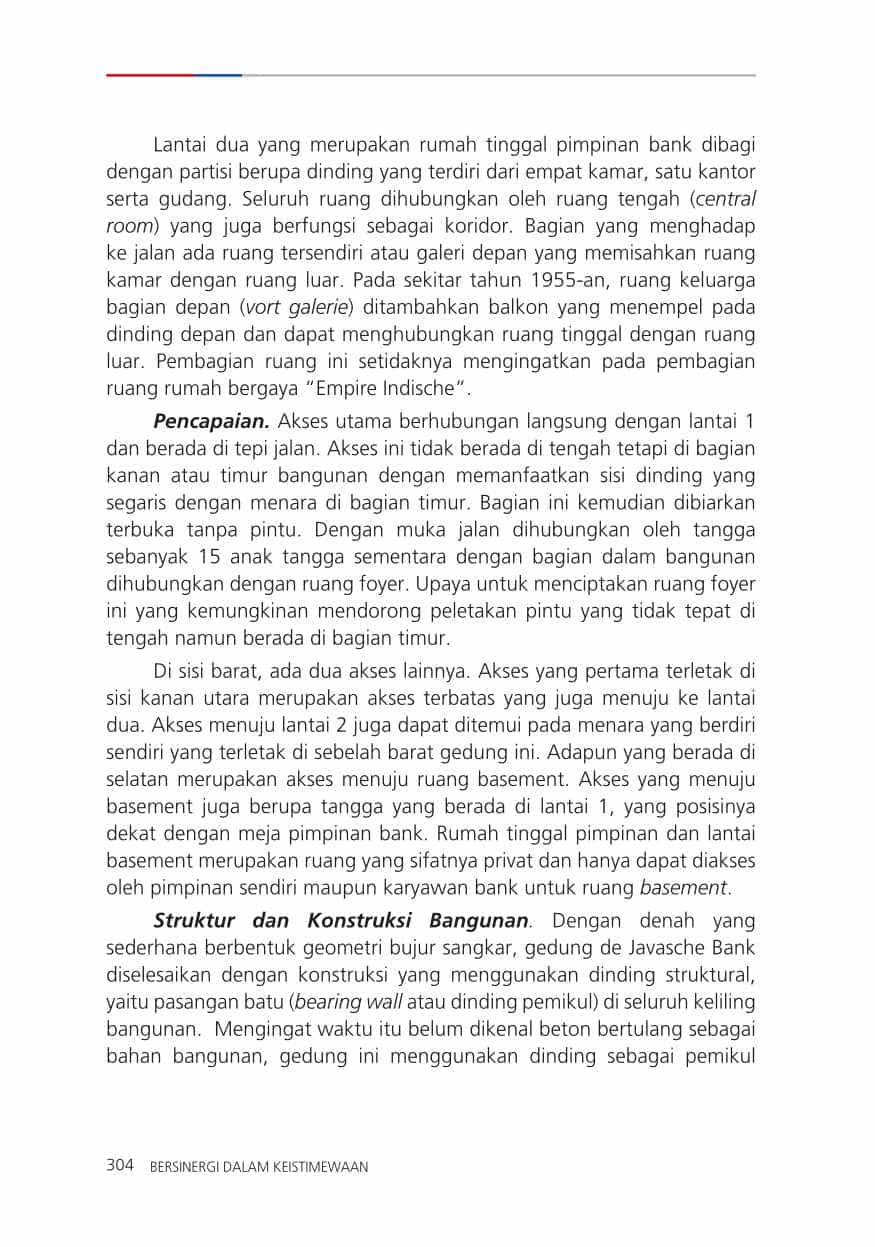 Lantai dua yang merupakan rumah tinggal pimpinan bank dibagi
dengan partisi berupa dinding yang terdiri dari empat kamar, satu kantor
serta gudang. Seluruh ruang dihubungkan oleh ruang tengah (central
room) yang juga berfungsi sebagai koridor. Bagian yang menghadap
ke jalan ada ruang tersendiri atau galeri depan yang memisahkan ruang
kamar dengan ruang luar. Pada sekitar tahun 1955-an, ruang keluarga
bagian depan (vort galerie) ditambahkan balkon yang menempel pada
dinding depan dan dapat menghubungkan ruang tinggal dengan ruang
luar. Pembagian ruang ini setidaknya mengingatkan pada pembagian
ruang rumah bergaya “Empire Indische”.
Pencapaian. Akses utama berhubungan langsung dengan lantai 1
dan berada di tepi jalan. Akses ini tidak berada di tengah tetapi di bagian
kanan atau timur bangunan dengan memanfaatkan sisi dinding yang
segaris dengan menara di bagian timur. Bagian ini kemudian dibiarkan
terbuka tanpa pintu. Dengan muka jalan dihubungkan oleh tangga
sebanyak 15 anak tangga sementara dengan bagian dalam bangunan
dihubungkan dengan ruang foyer. Upaya untuk menciptakan ruang foyer
ini yang kemungkinan mendorong peletakan pintu yang tidak tepat di
tengah namun berada di bagian timur.
Di sisi barat, ada dua akses lainnya. Akses yang pertama terletak di
sisi kanan utara merupakan akses terbatas yang juga menuju ke lantai
dua. Akses menuju lantai 2 juga dapat ditemui pada menara yang berdiri
sendiri yang terletak di sebelah barat gedung ini. Adapun yang berada di
selatan merupakan akses menuju ruang basement. Akses yang menuju
basement juga berupa tangga yang berada di lantai 1, yang posisinya
dekat dengan meja pimpinan bank. Rumah tinggal pimpinan dan lantai
basement merupakan ruang yang sifatnya privat dan hanya dapat diakses
oleh pimpinan sendiri maupun karyawan bank untuk ruang basement.
Struktur dan Konstruksi Bangunan. Dengan denah yang
sederhana berbentuk geometri bujur sangkar, gedung de Javasche Bank
diselesaikan dengan konstruksi yang menggunakan dinding struktural,
yaitu pasangan batu (bearing wall atau dinding pemikul) di seluruh keliling
bangunan. Mengingat waktu itu belum dikenal beton bertulang sebagai
bahan bangunan, gedung ini menggunakan dinding sebagai pemikul
304 BERSINERGI DALAM KEISTIMEWAAN